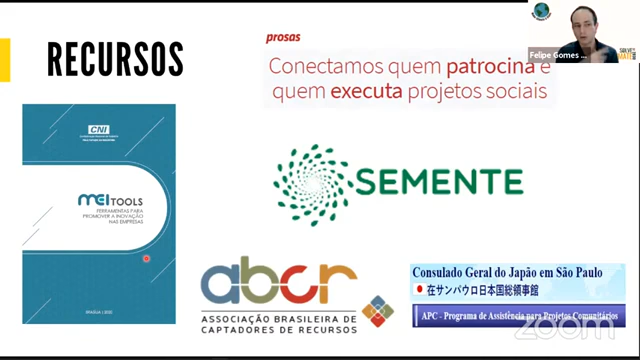 RECURSOS
prosas
Conectamos quem patrocina e
quem executa projetos sociais
Felipe Gomes
CNI
MEI TOOLS
FERRAMENTAS PARA
PROMOVER A INOVAÇÃO
NAS EMPRESAS
SEMENTE
abcr
ASSOCIAÇÃO BRASILEIRA DE
CAPTADORES DE RECURSOS
Consulado Geral do Japão em São Paulo
在サンパウロ日本国総領事館
APC - Programa de Assistência para Projetos Comunitários
zoom